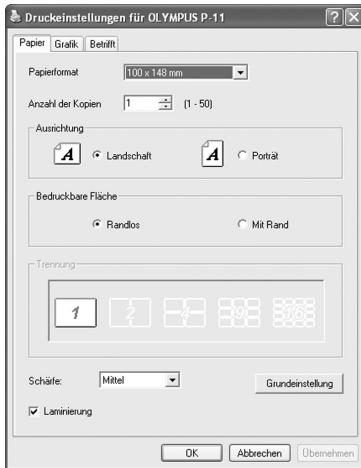 Druckeinstellungen für OLYMPUS P-11
Papier Grafik Betrifft
Papierformat 100 x 148 mm
Anzahl der Kopien 1 (1 - 50)
Ausrichtung
A Landschaft A Porträt
Bedruckbare Fläche
Randlos Mit Rand
Trennung
1 2 4 9 16
Schärfe: Mittel Grundeinstellung
Laminierung
OK Abbrechen Übernehmen